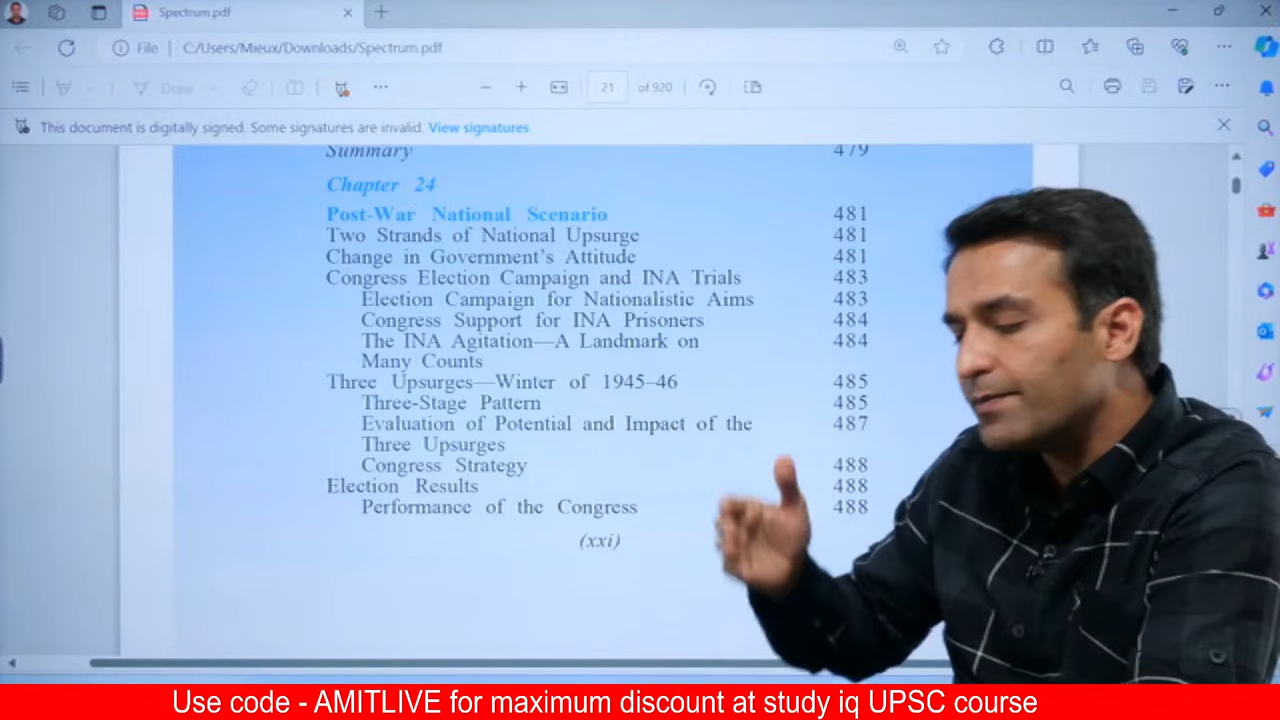 Spectrum.pdf
File | C:/Users/Mieux/Downloads/Spectrum.pdf
Draw 21 of 920
This document is digitally signed. Some signatures are invalid. View signatures
Summary 479
Chapter 24
Post-War National Scenario 481
Two Strands of National Upsurge 481
Change in Government's Attitude 481
Congress Election Campaign and INA Trials 483
Election Campaign for Nationalistic Aims 483
Congress Support for INA Prisoners 484
The INA Agitation—A Landmark on 484
Many Counts
Three Upsurges—Winter of 1945–46 485
Three-Stage Pattern 485
Evaluation of Potential and Impact of the 487
Three Upsurges
Congress Strategy 488
Election Results 488
Performance of the Congress 488
(xxi)
Use code - AMITLIVE for maximum discount at study iq UPSC course